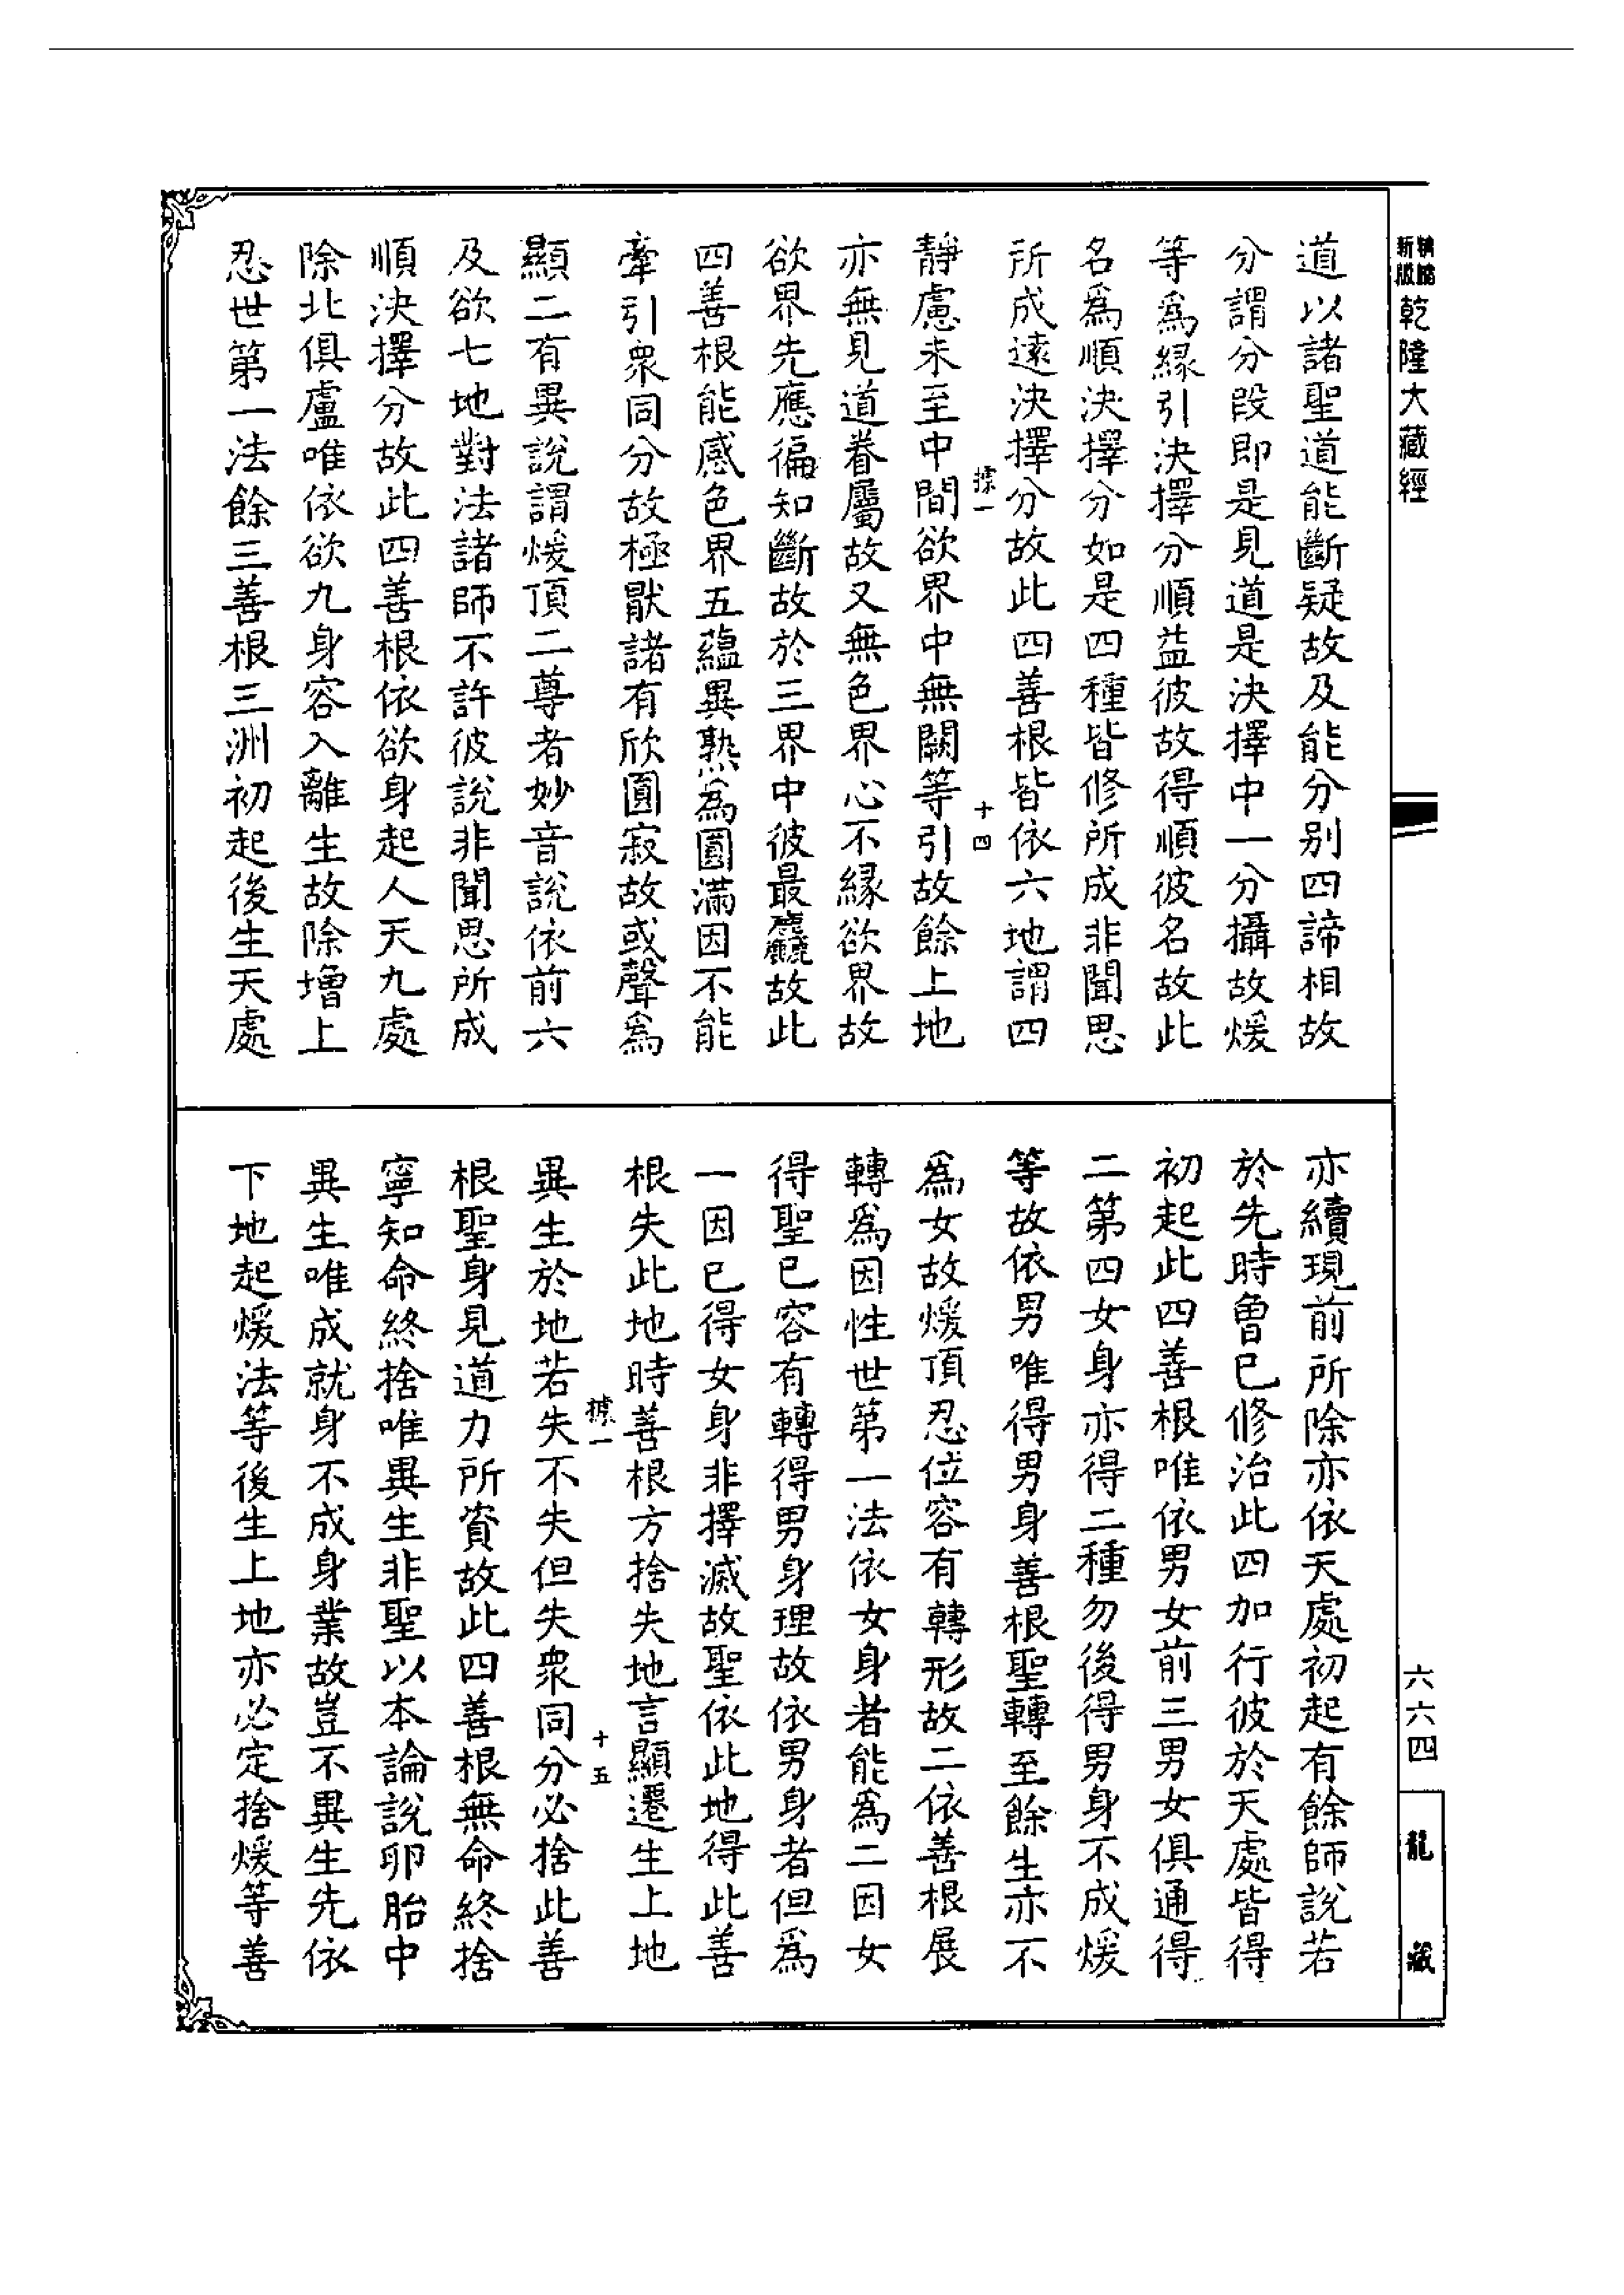 精縮
新版
乾隆大藏經
道以諸聖道能斷疑故及能分別四諦相故
分謂分段即是見道是決擇中一分攝故煖
等爲緣引決擇分順益彼故得順彼名故此
名爲順決擇分如是四種皆修所成非聞思
所成遠決擇分故此四善根皆依六地謂四
據一
十四
靜慮未至中間欲界中無闕等引故餘上地
亦無見道眷屬故又無色界心不緣欲界故
欲界先應徧知斷故於三界中彼最麤故此
四善根能感色界五蘊異熟爲圓滿因不能
牽引衆同分故極厭諸有欣圓寂故或聲爲
顯二有異說謂煖頂二尊者妙音說依前六
及欲七地對法諸師不許彼說非聞思所成
順決擇分故此四善根依欲身起人天九處
除北俱盧唯依欲九身容入離生故除增上
忍世第一法餘三善根三洲初起後生天處
亦續現前所除亦依天處初起有餘師說若
於先時曾已修治此四加行彼於天處皆得
初起此四善根唯依男女前三男女俱通得
二第四女身亦得二種勿後得男身不成煖
等故依男唯得男身善根聖轉至餘生亦不
爲女故煖頂忍位容有轉形故二依善根展
轉爲因性世第一法依女身者能爲二因女
得聖已容有轉得男身理故依男身者但爲
一因已得女身非擇滅故聖依此地得此善
根失此地時善根方捨失地言顯遷生上地
據一
十五
異生於地若失不失但失衆同分必捨此善
根聖身見道力所資故此四善根無命終捨
寧知命終捨唯異生非聖以本論說卵胎中
異生唯成就身不成身業故豈不異生先依
下地起煖法等後生上地亦必定捨煖等善
六六四
龍藏